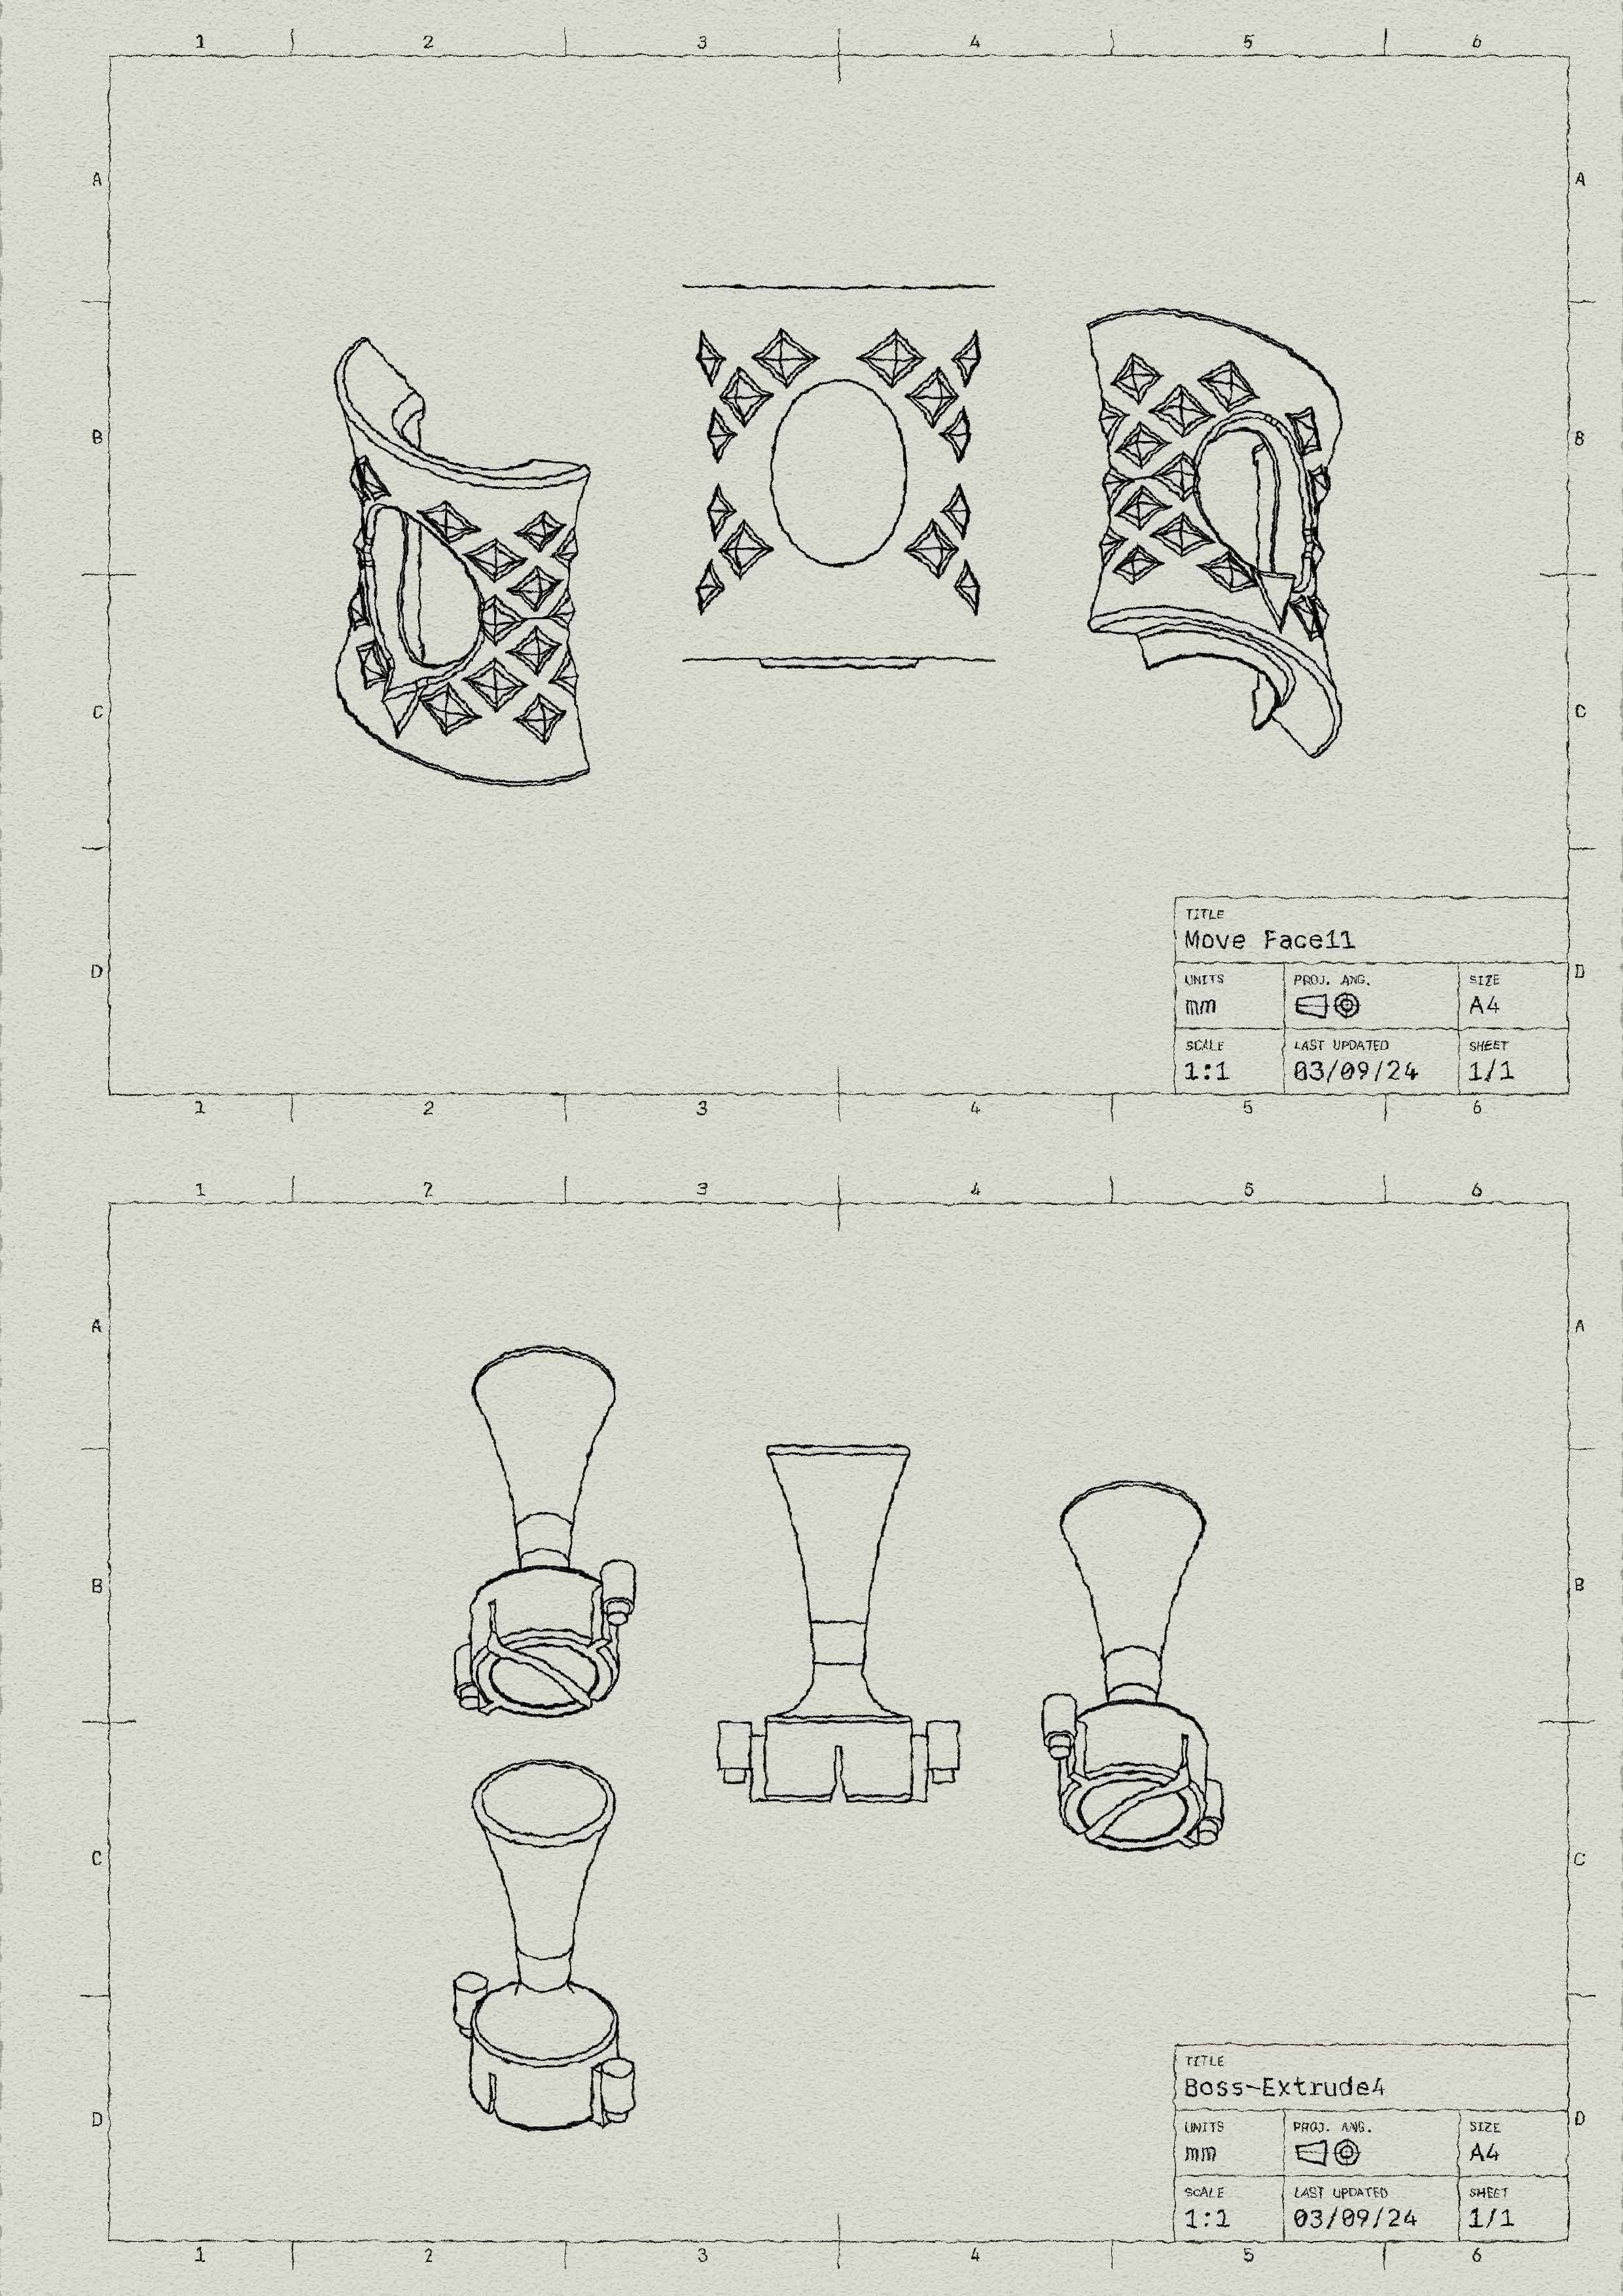 1 2 3 4 5 6
A A
B B
C C
D D
TITLE
Move Face11
UNITS PROJ. ANG. SIZE
mm A4
SCALE LAST UPDATED SHEET
1:1 03/09/24 1/1
1 2 3 4 5 6
1 2 3 4 5 6
A A
B B
C C
D D
TITLE
Boss-Extrude4
UNITS PROJ. ANG. SIZE
mm A4
SCALE LAST UPDATED SHEET
1:1 03/09/24 1/1
1 2 3 4 5 6